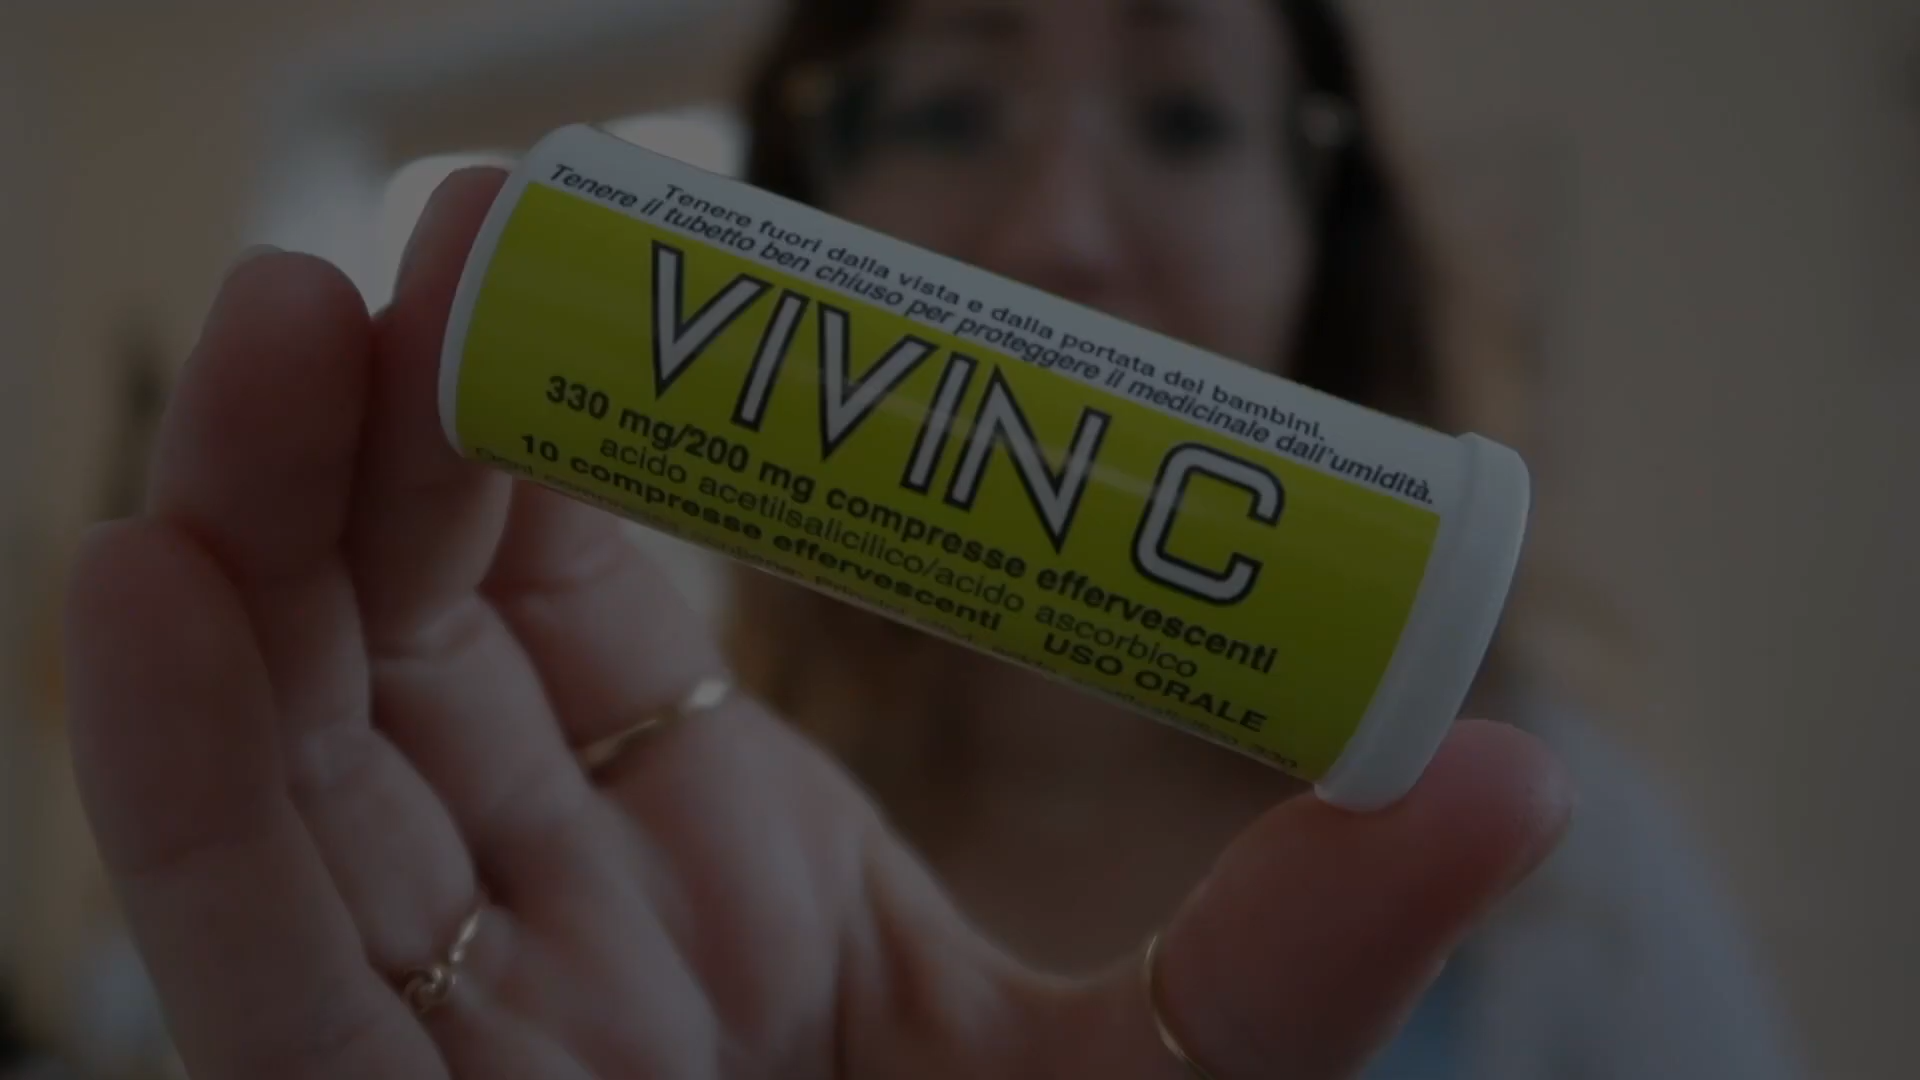 Tenere fuori dalla vista e dalla portata dei bambini.
Tenere il tubetto ben chiuso per proteggere il medicinale dall'umidità.
VIVIN C
330 mg/200 mg compresse effervescenti
acido acetilsalicilico/acido ascorbico
10 compresse effervescenti USO ORALE